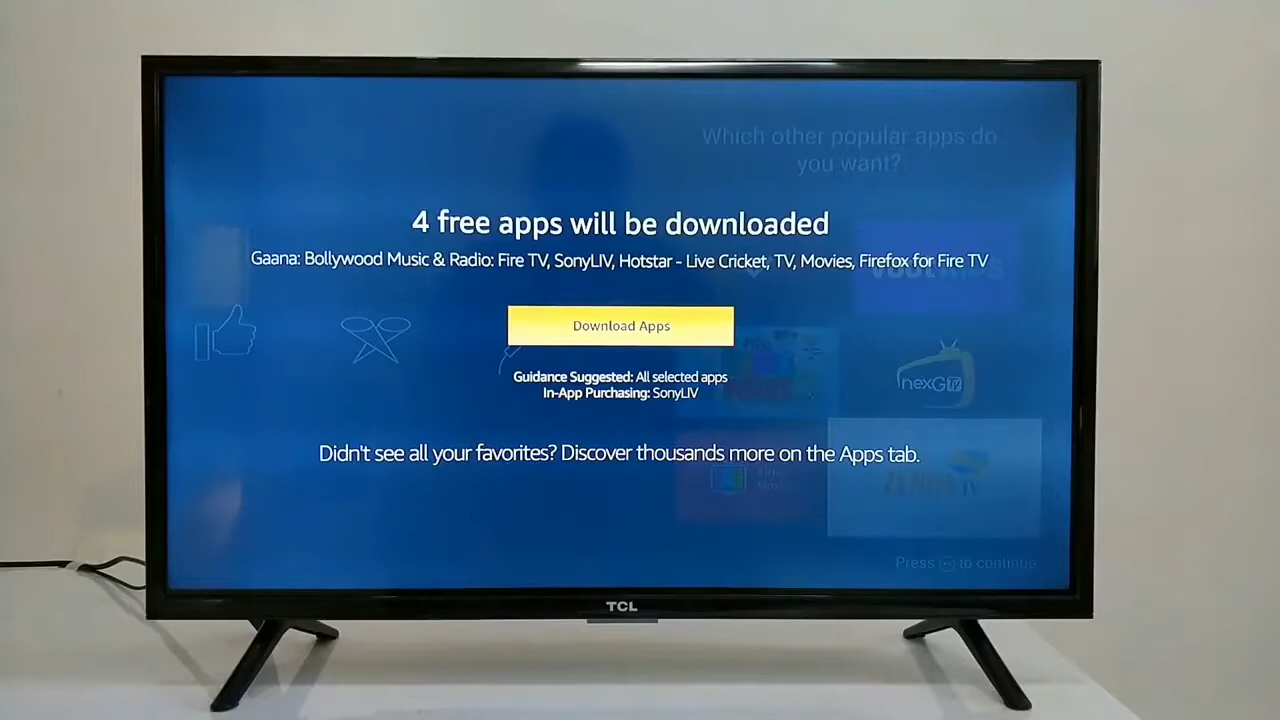 Which other popular apps do
you want?
4 free apps will be downloaded
Gaana: Bollywood Music & Radio: Fire TV, SonyLIV, Hotstar - Live Cricket, TV, Movies, Firefox for Fire TV
Download Apps
nexGTV
Guidance Suggested: All selected apps
In-App Purchasing: SonyLIV
Didn't see all your favorites? Discover thousands more on the Apps tab.
Press to continue
TCL